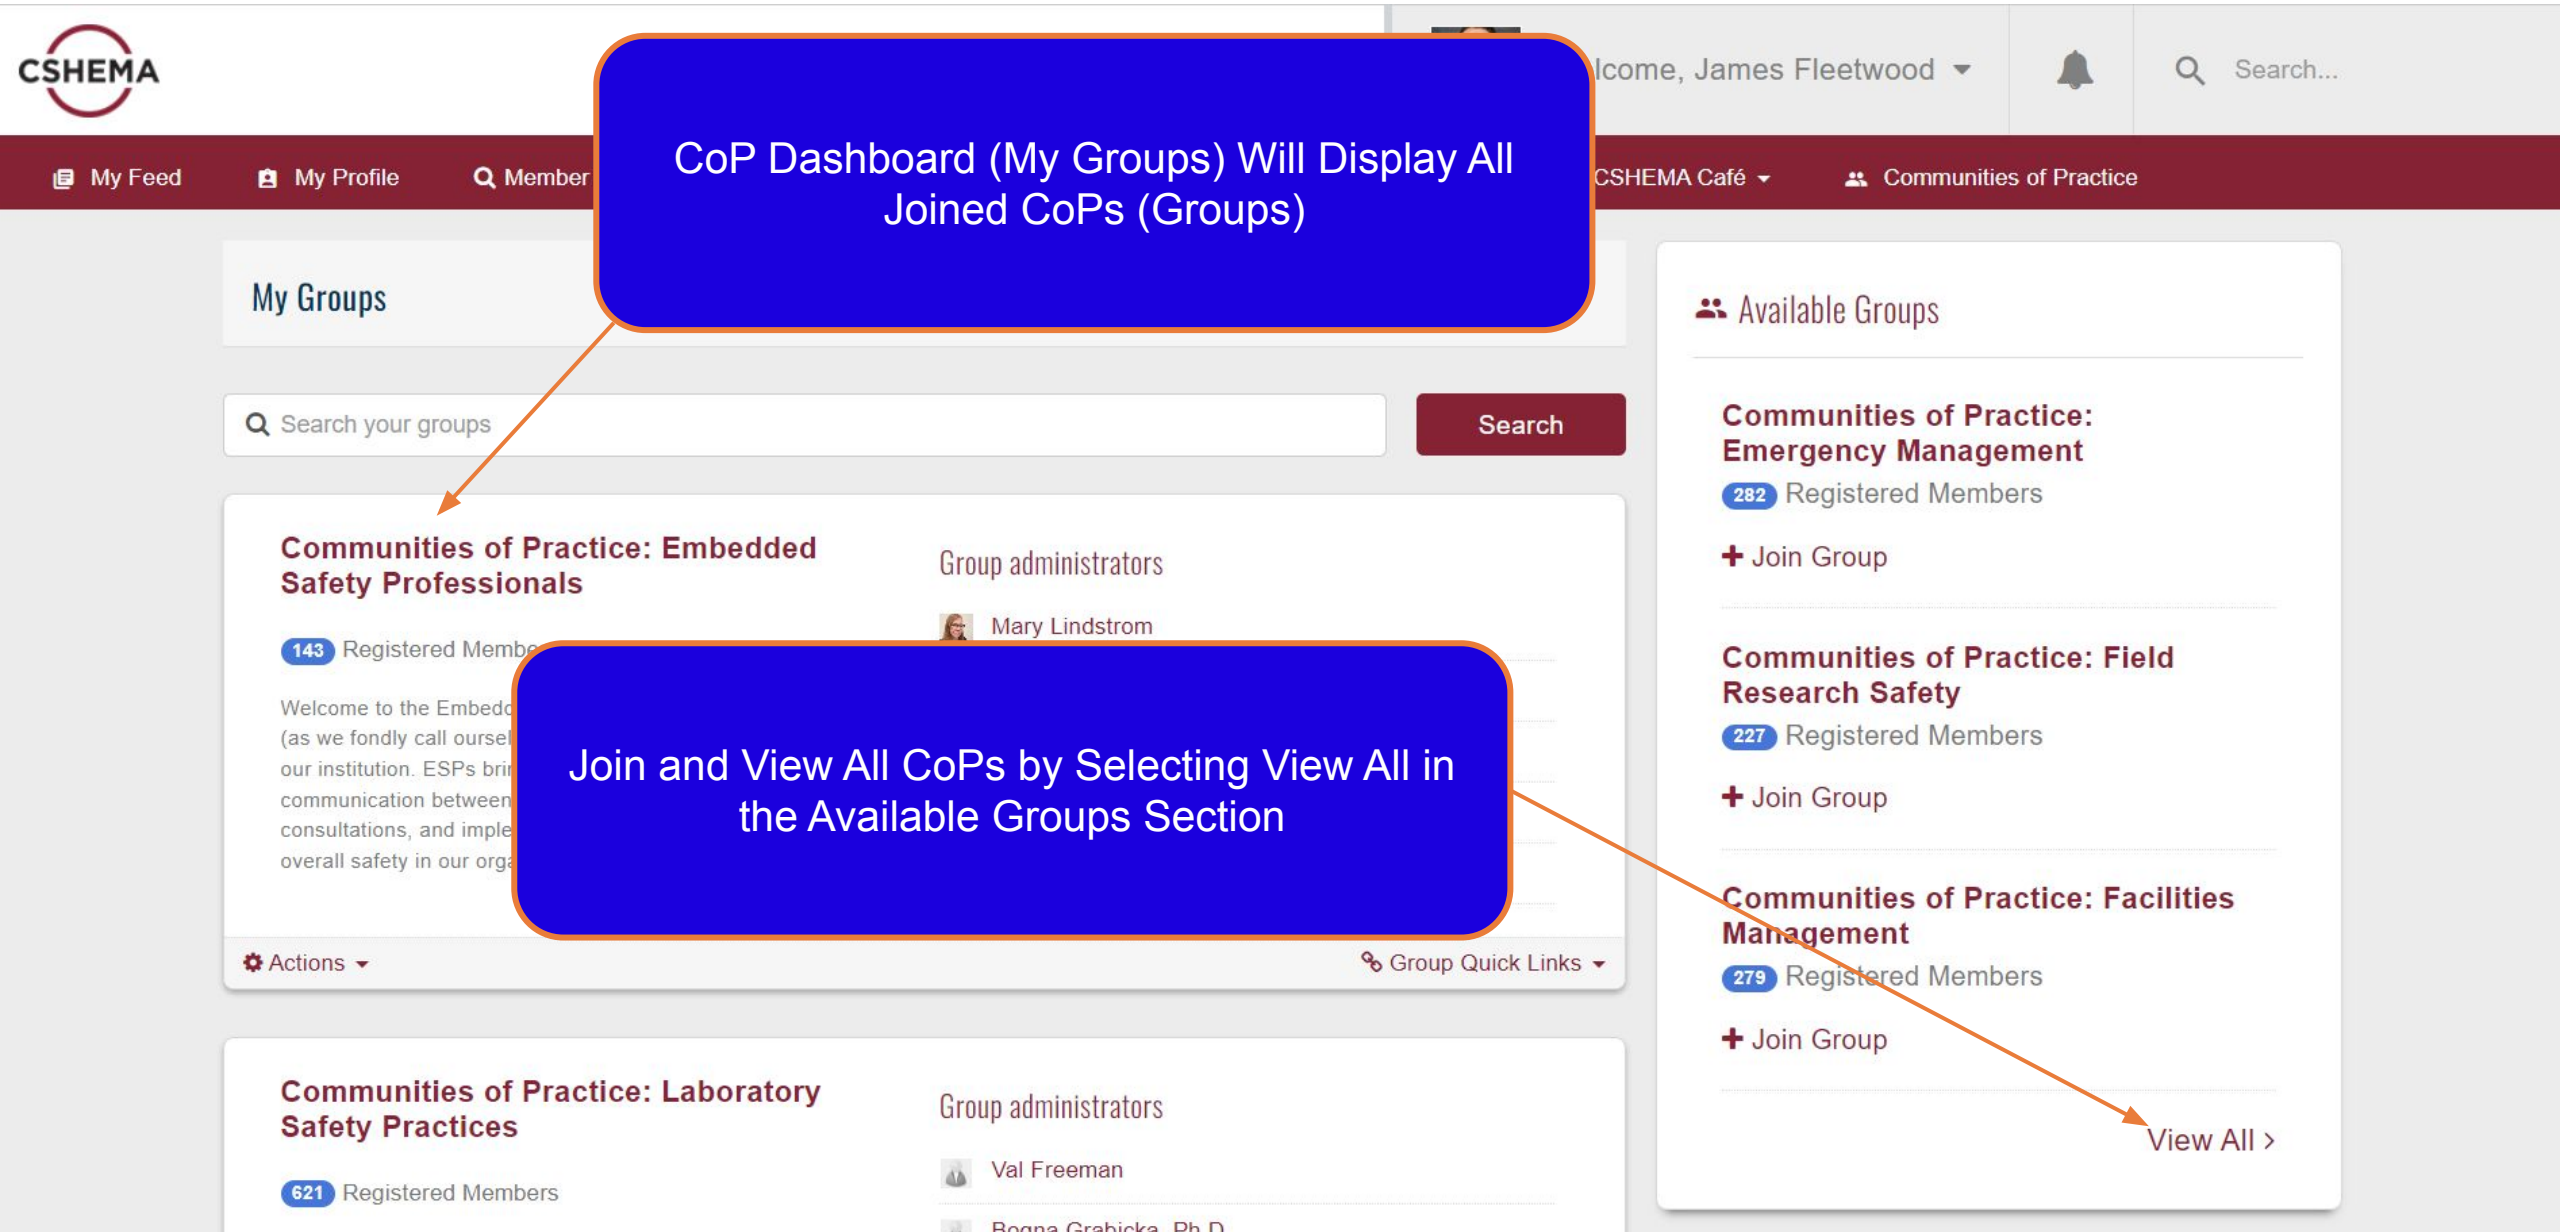 CSHEMA
lcome, James Fleetwood
Search...
My Feed
My Profile
Member
CSHEMA Café
Communities of Practice
CoP Dashboard (My Groups) Will Display All
Joined CoPs (Groups)
My Groups
Search your groups
Search
Communities of Practice: Embedded
Safety Professionals
143 Registered Membe
Welcome to the Embedd
(as we fondly call oursel
our institution. ESPs brin
communication between
consultations, and imple
overall safety in our orga
Group administrators
Mary Lindstrom
Join and View All CoPs by Selecting View All in
the Available Groups Section
Actions
Group Quick Links
Communities of Practice: Laboratory
Safety Practices
621 Registered Members
Group administrators
Val Freeman
Bogna Grabicka, Ph.D.
Available Groups
Communities of Practice:
Emergency Management
282 Registered Members
+ Join Group
Communities of Practice: Field
Research Safety
227 Registered Members
+ Join Group
Communities of Practice: Facilities
Management
279 Registered Members
+ Join Group
View All >